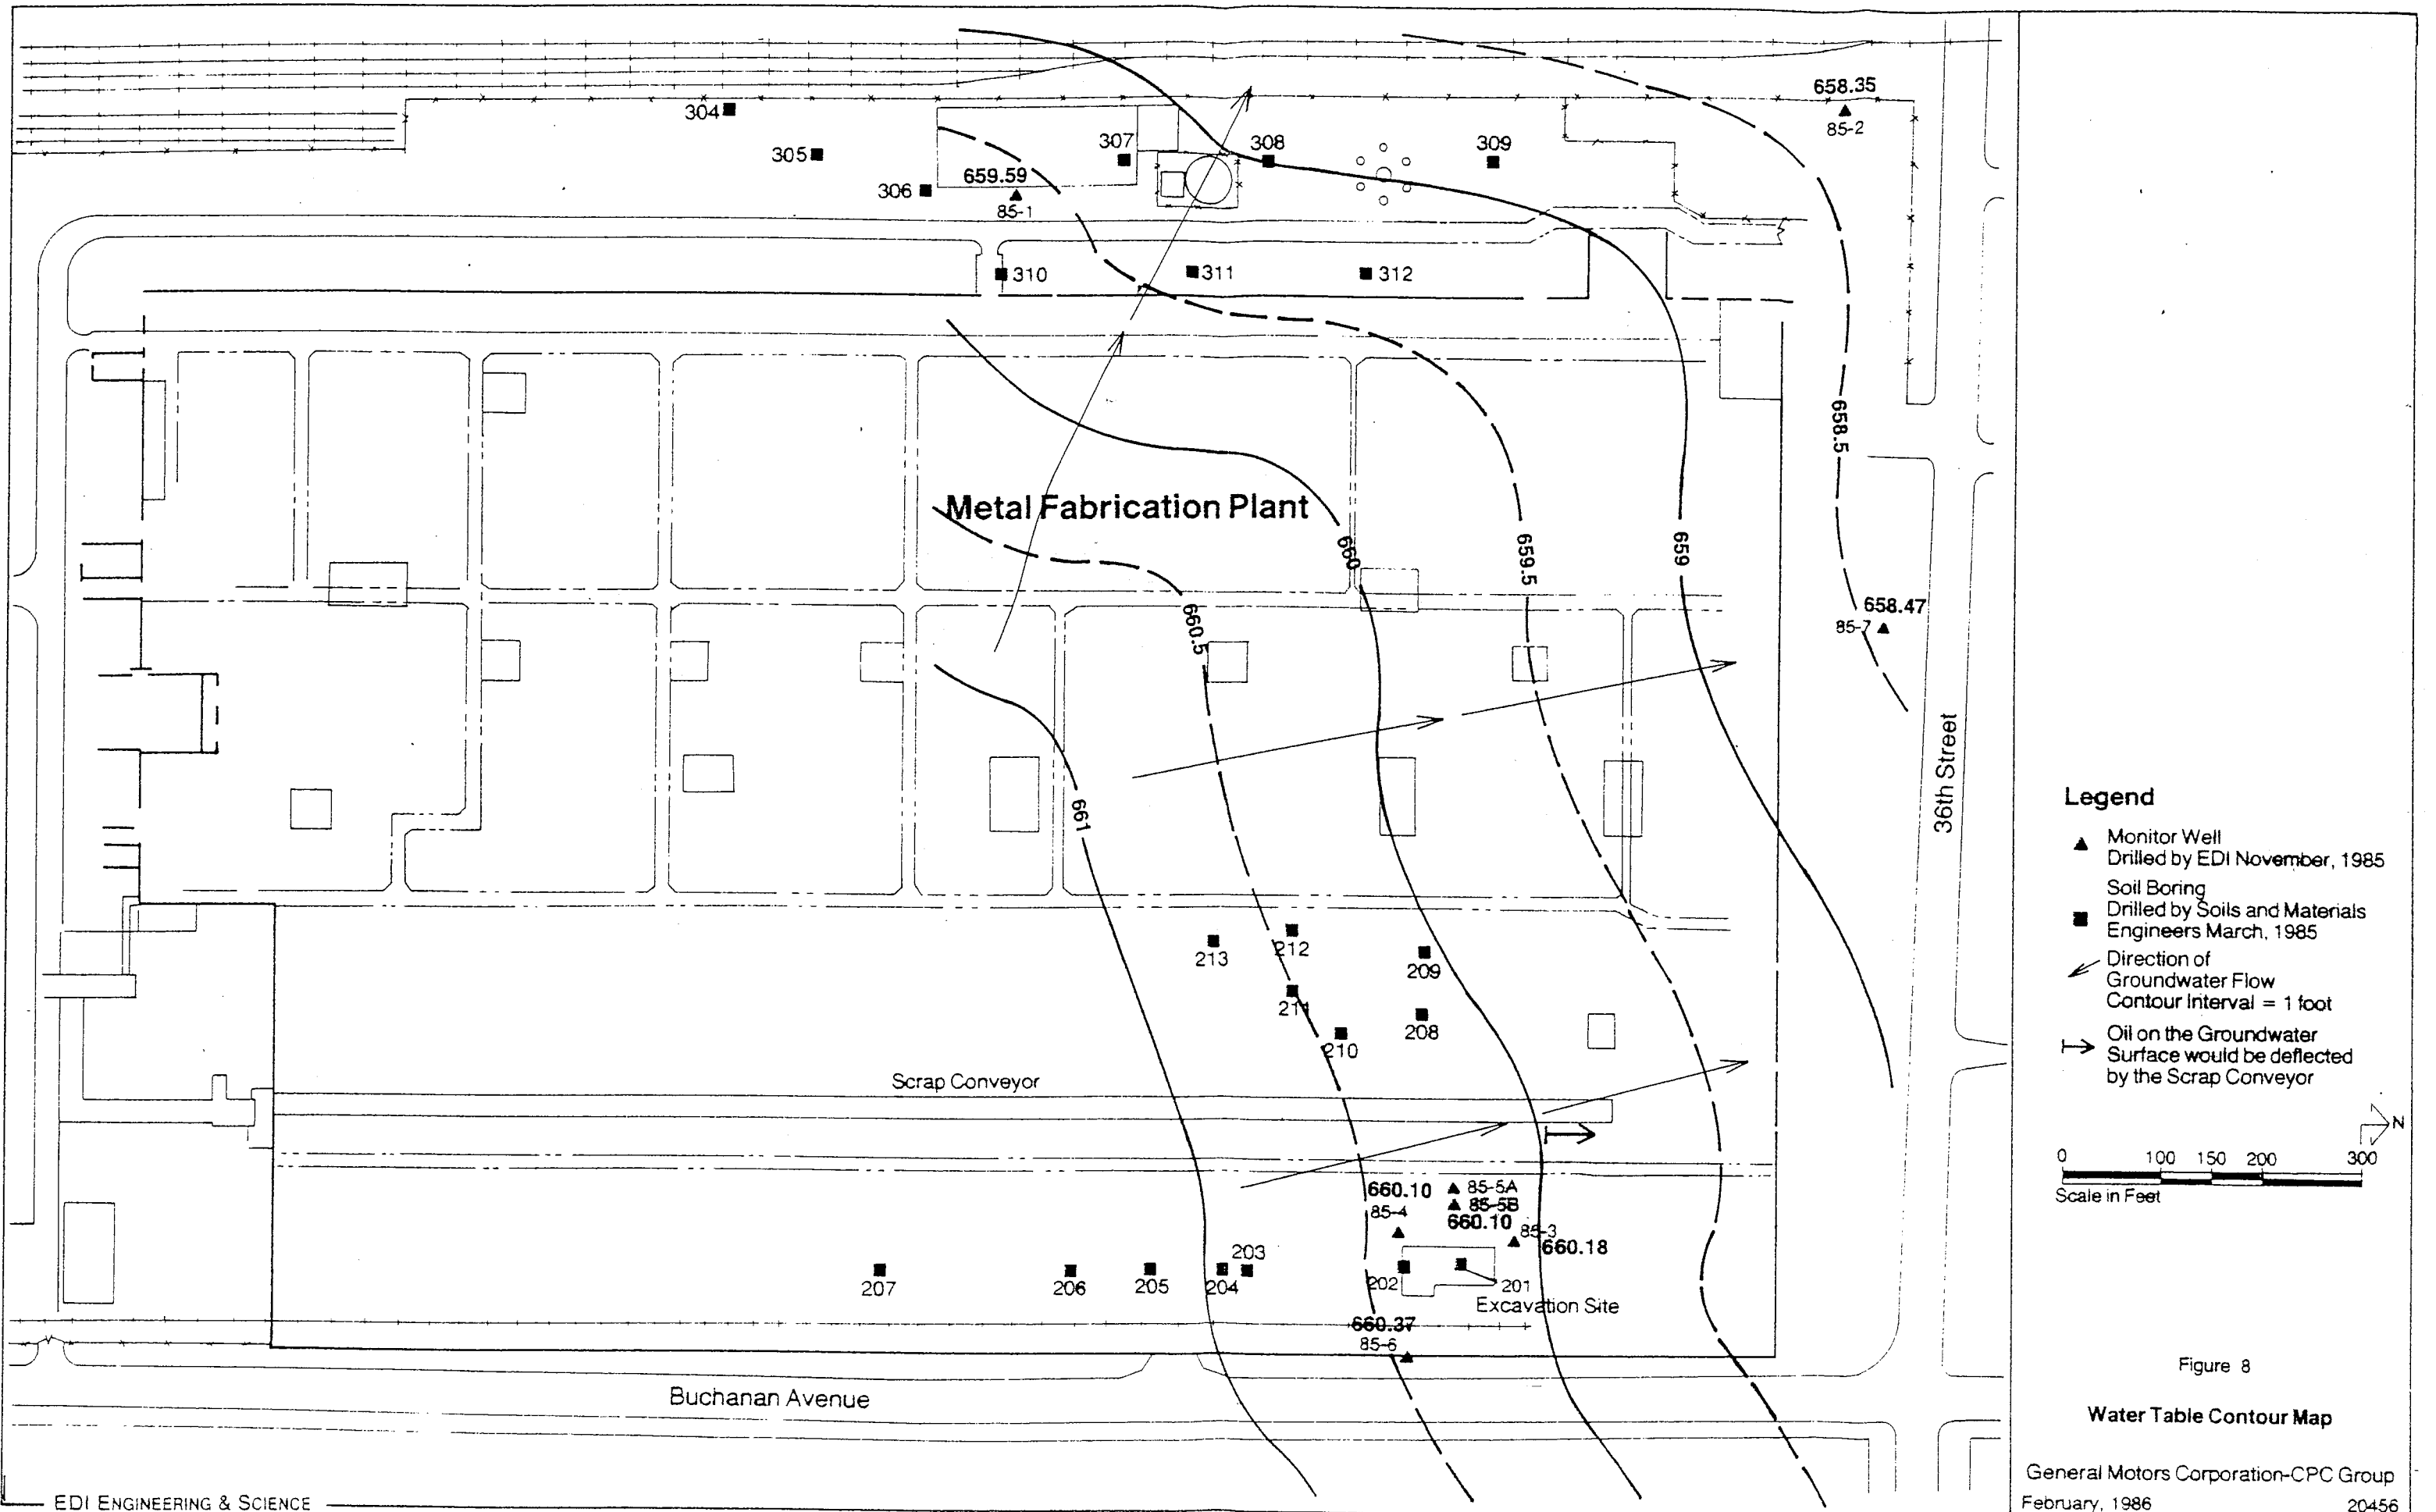 658.35
85-2
304
305
306
307
308
309
659.59
85-1
310
311
312
658.5
Metal Fabrication Plant
660
659.5
659
660.5
658.47
85-7
661
36th Street
213
212
211
210
209
208
Scrap Conveyor
660.10
85-5A
85-5B
660.10
85-4
85-3
660.18
207
206
205
204
203
202
201
Excavation Site
660.37
85-6
Buchanan Avenue
Legend
Monitor Well
Drilled by EDI November, 1985
Soil Boring
Drilled by Soils and Materials
Engineers March, 1985
Direction of
Groundwater Flow
Contour Interval = 1 foot
Oil on the Groundwater
Surface would be deflected
by the Scrap Conveyor
N
0 100 150 200 300
Scale in Feet
Figure 8
Water Table Contour Map
General Motors Corporation-CPC Group
February, 1986 20456
EDI ENGINEERING & SCIENCE